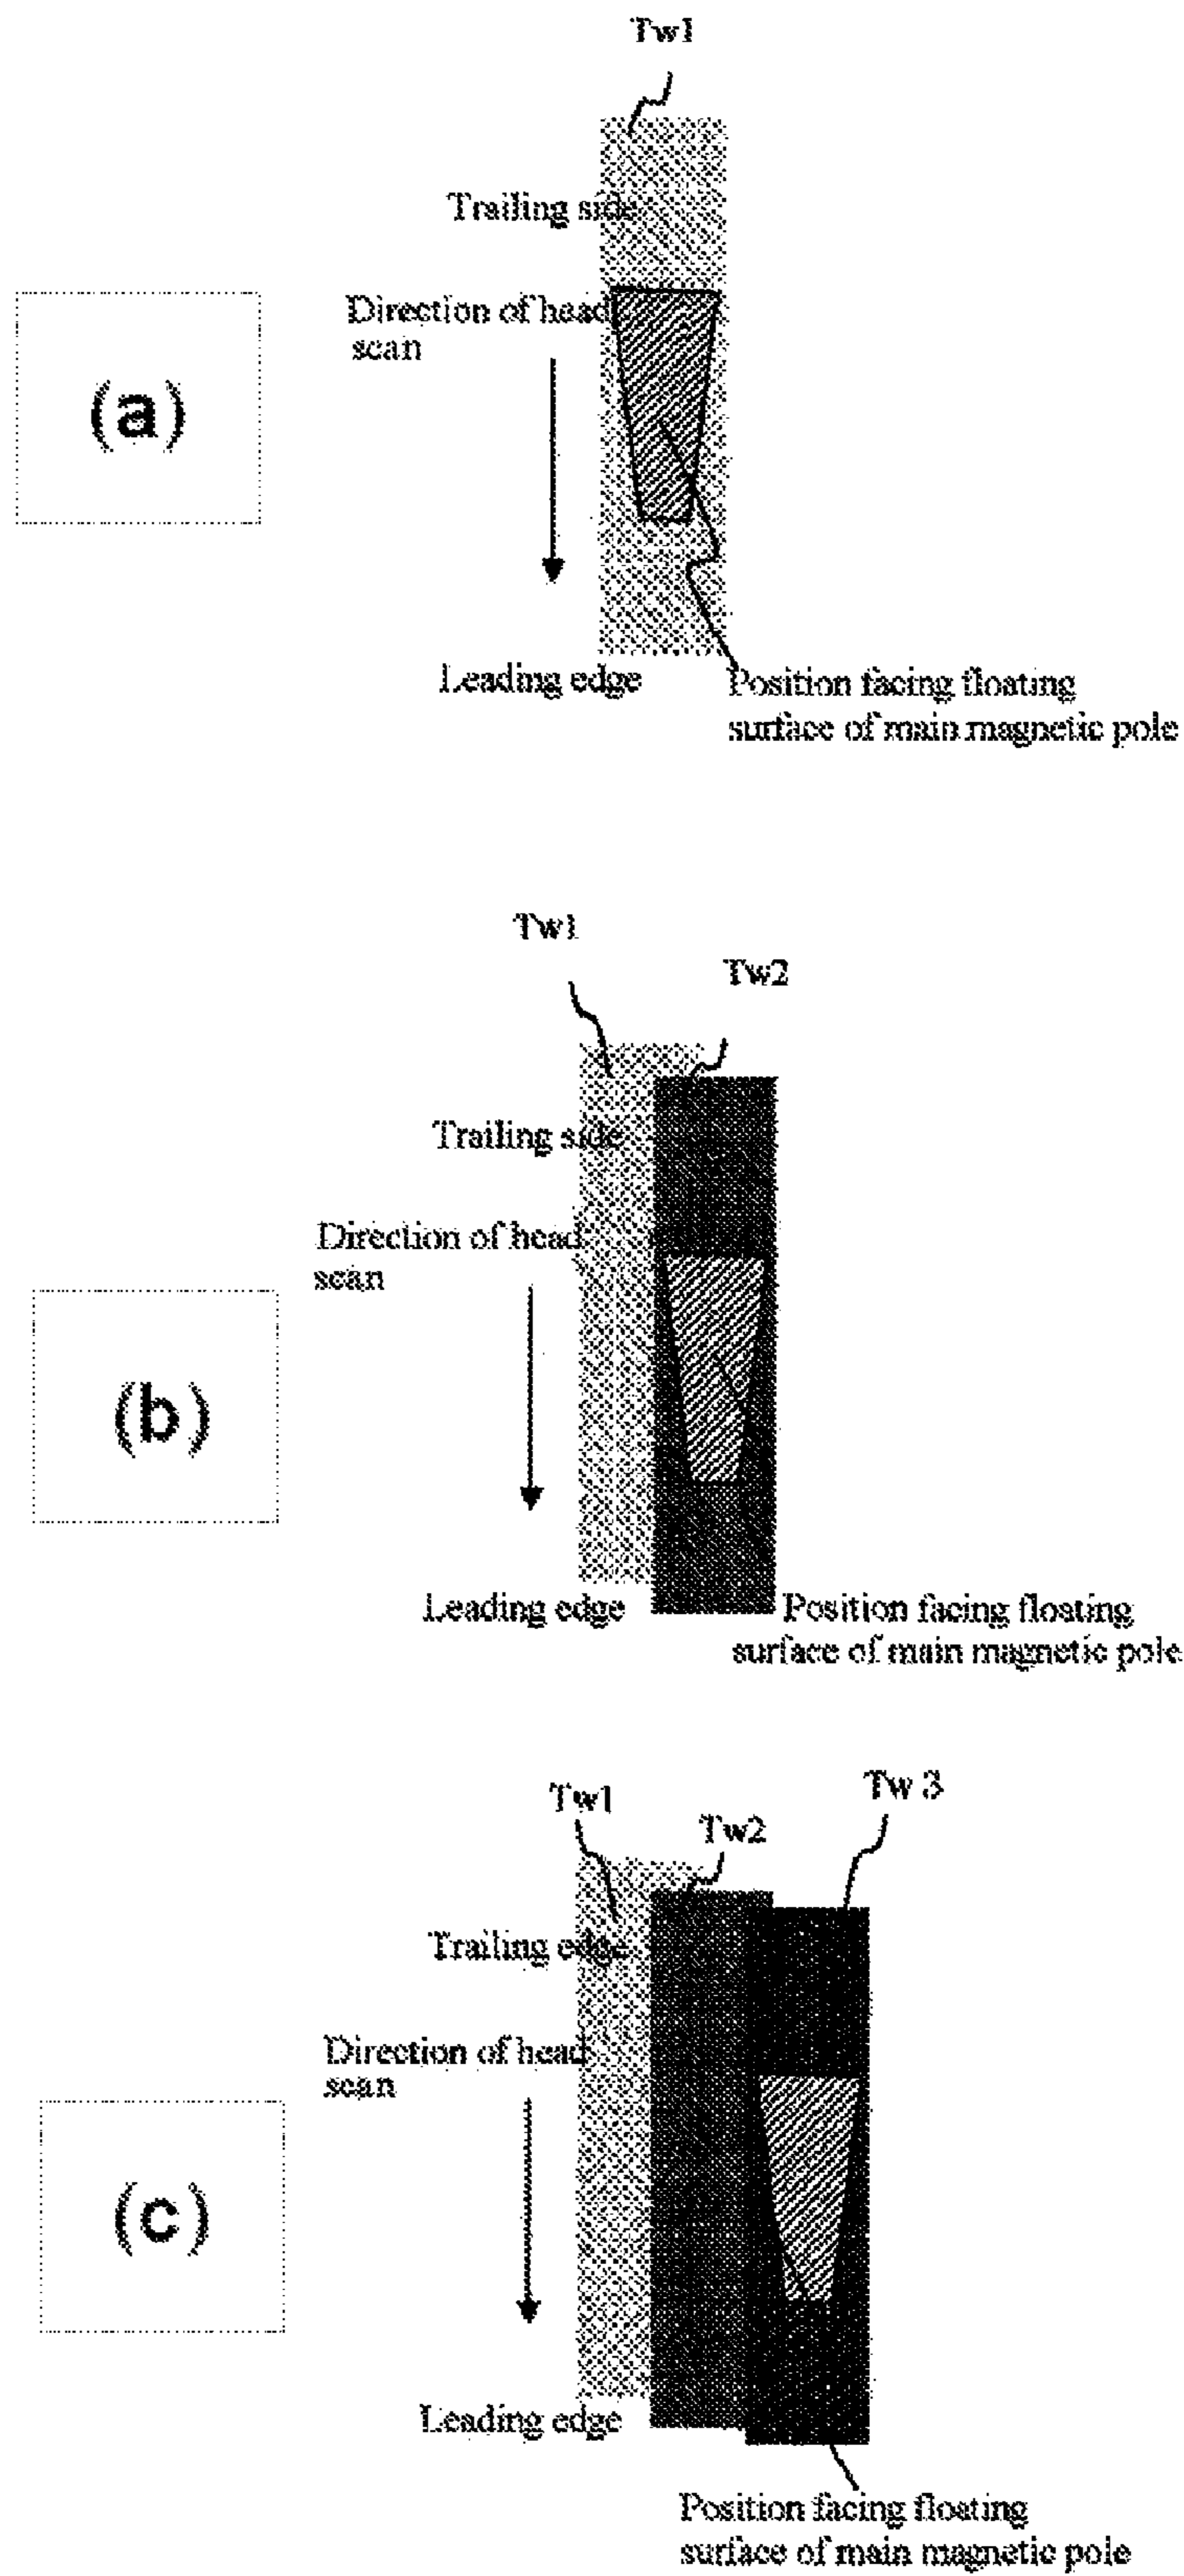 Tw1
Trailing side
Direction of head
scan
(a)
Leading edge
Position facing floating
surface of main magnetic pole
Tw1
Tw2
Trailing side
Direction of head
scan
(b)
Leading edge
Position facing floating
surface of main magnetic pole
Tw 3
Tw1
Tw2
Trailing edge
Direction of head
scan
(c)
Leading edge
Position facing floating
surface of main magnetic pole